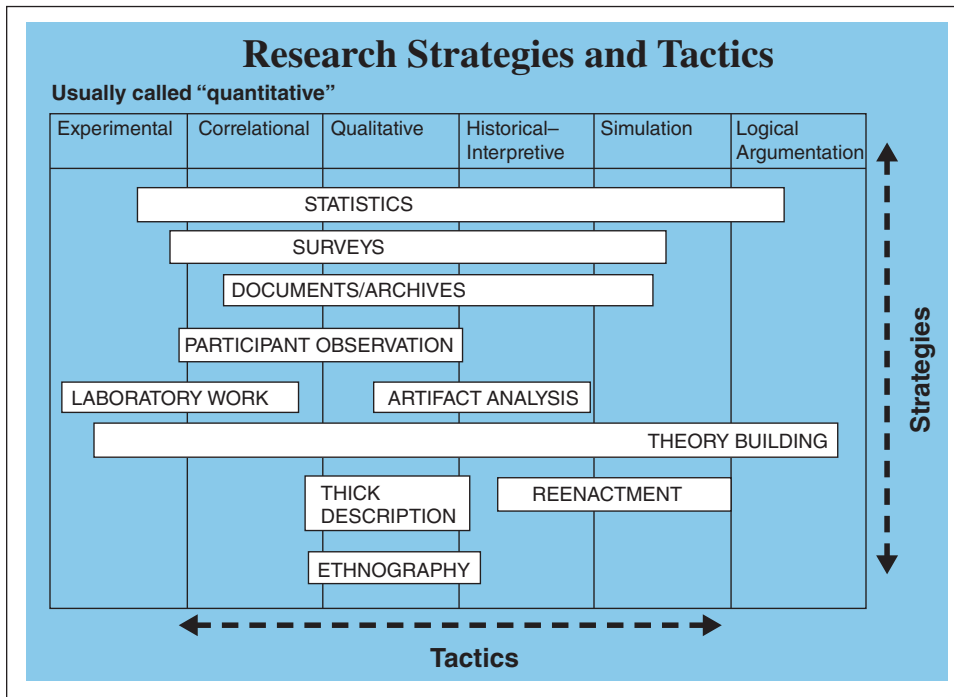 Research Strategies and Tactics
Usually called “quantitative”
Experimental
Correlational
Qualitative
Historical–
Interpretive
Simulation
Logical
Argumentation
STATISTICS
SURVEYS
DOCUMENTS/ARCHIVES
PARTICIPANT OBSERVATION
LABORATORY WORK
ARTIFACT ANALYSIS
THEORY BUILDING
THICK
DESCRIPTION
REENACTMENT
ETHNOGRAPHY
Strategies
Tactics